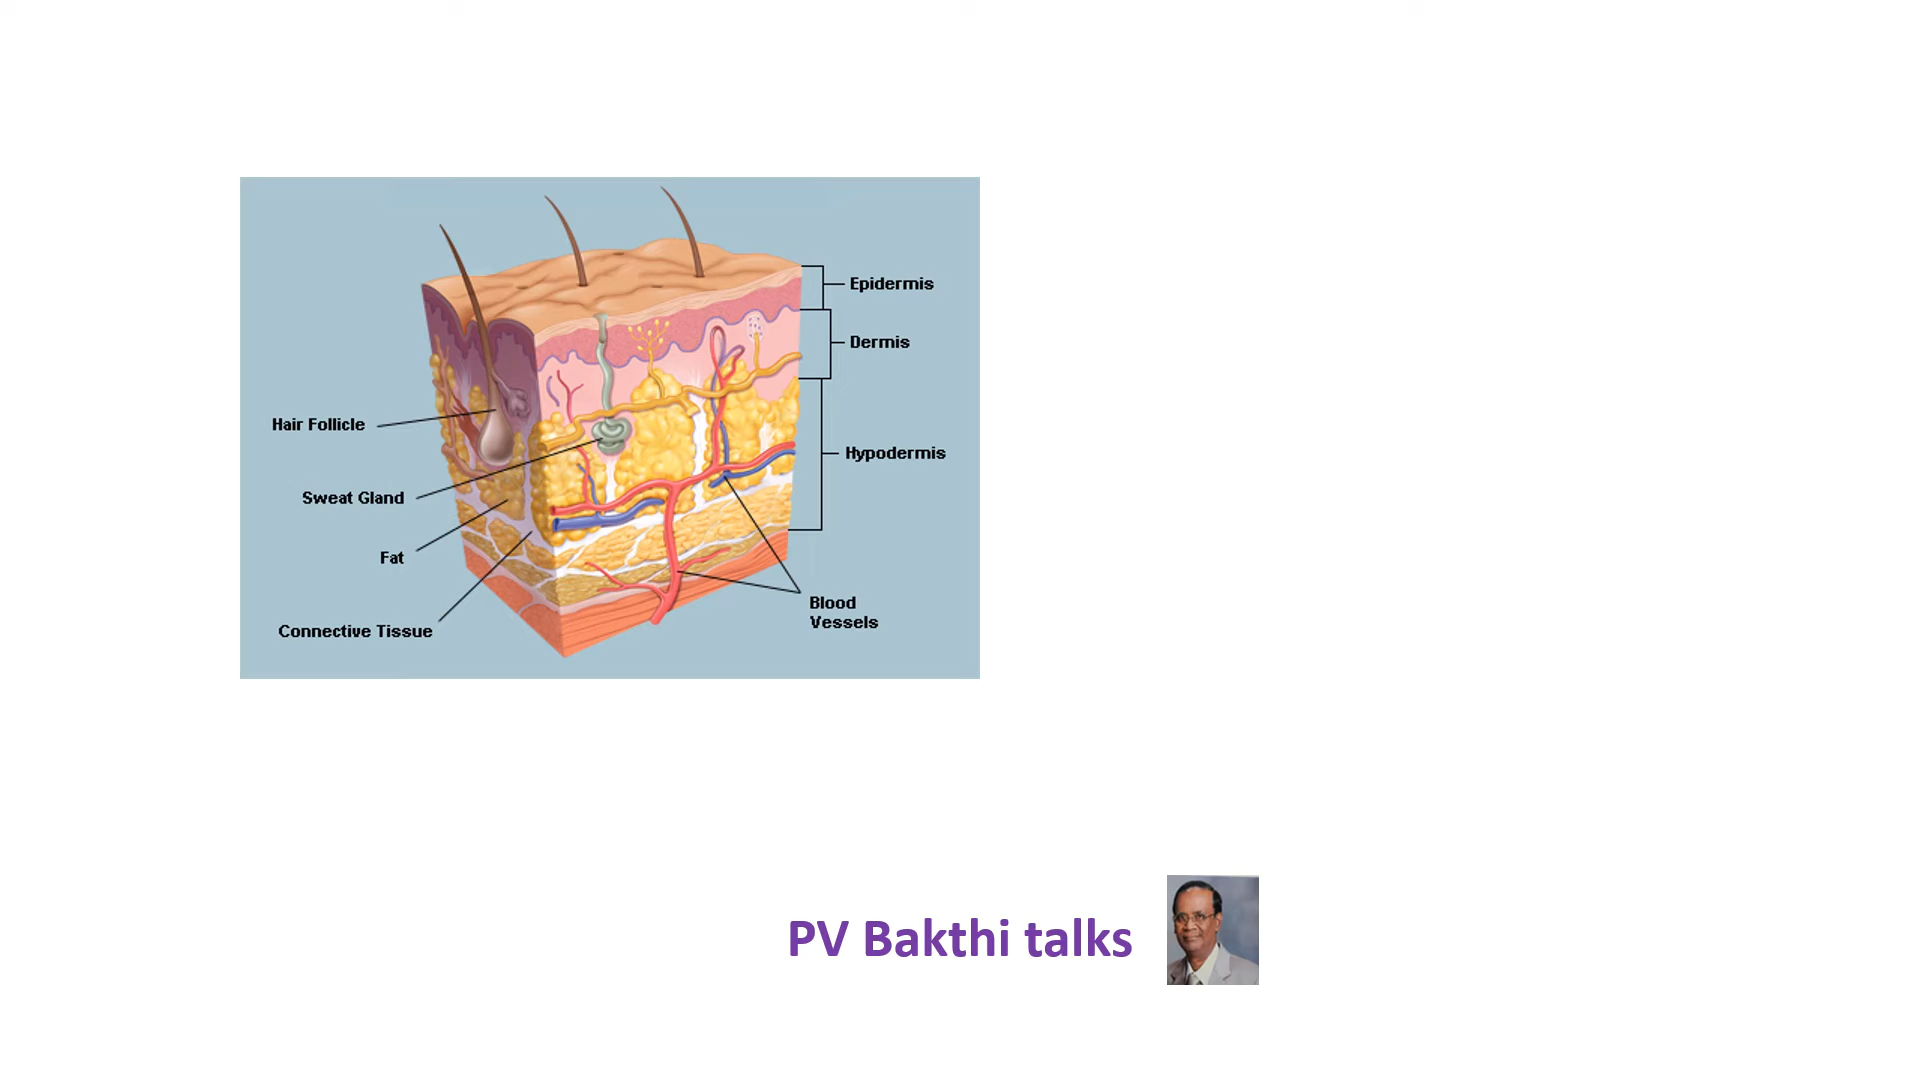 Epidermis
Dermis
Hair Follicle
Hypodermis
Sweat Gland
Fat
Blood
Vessels
Connective Tissue
PV Bakthi talks